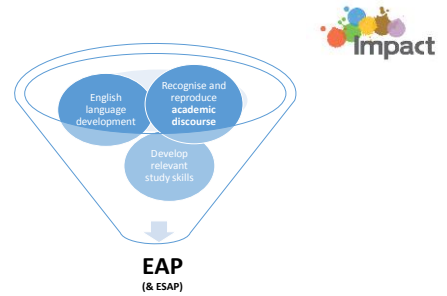 Impact
English
language
development
Recognise and
reproduce
academic
discourse
Develop
relevant
study skills
EAP
(& ESAP)